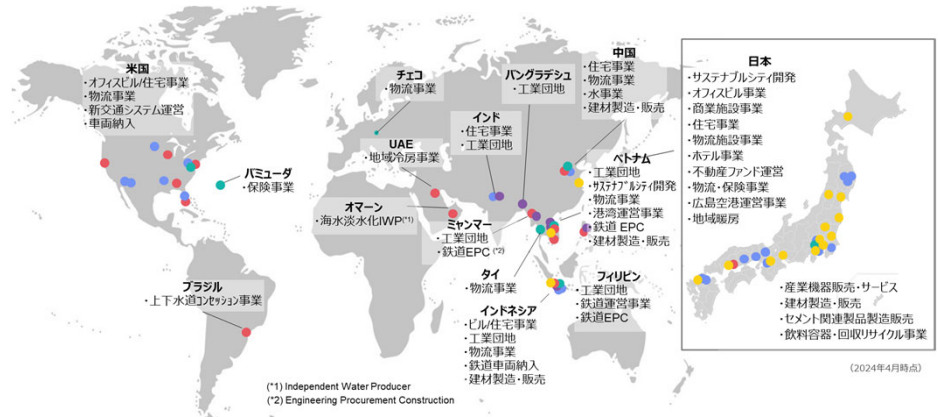 米国
・オフィスビル/住宅事業
・物流事業
・新交通システム運営
・車両納入
バミューダ
・保険事業
ブラジル
・上下水道コンセッション事業
チェコ
・物流事業
UAE
・地域冷房事業
オマーン
・海水淡水化IWP(*1)
インド
・住宅事業
・工業団地
バングラデシュ
・工業団地
ミャンマー
・工業団地
・鉄道EPC (*2)
中国
・住宅事業
・物流事業
・水事業
・建材製造・販売
ベトナム
・工業団地
・サステナブルシティ開発
・物流事業
・港湾運営事業
・鉄道 EPC
・建材製造・販売
タイ
・物流事業
インドネシア
・ビル/住宅事業
・工業団地
・物流事業
・鉄道車両納入
・建材製造・販売
フィリピン
・工業団地
・鉄道運営事業
・鉄道EPC
日本
・サステナブルシティ開発
・オフィスビル事業
・商業施設事業
・住宅事業
・物流施設事業
・ホテル事業
・不動産ファンド運営
・物流・保険事業
・広島空港運営事業
・地域暖房
・産業機器販売・サービス
・建材製造・販売
・セメント関連製品製造販売
・飲料容器・回収リサイクル事業
(2024年4月時点)
(*1) Independent Water Producer
(*2) Engineering Procurement Construction